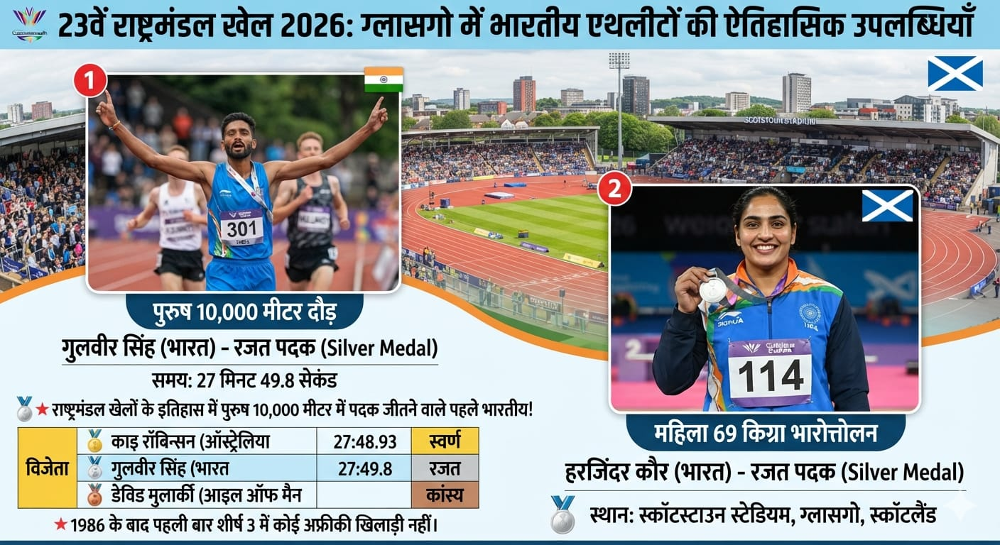 23वें राष्ट्रमंडल खेल 2026: ग्लासगो में भारतीय एथलीटों की ऐतिहासिक उपलब्धियाँ
1
301
पुरुष 10,000 मीटर दौड़
गुलवीर सिंह (भारत) - रजत पदक (Silver Medal)
समय: 27 मिनट 49.8 सेकंड
★ राष्ट्रमंडल खेलों के इतिहास में पुरुष 10,000 मीटर में पदक जीतने वाले पहले भारतीय!
विजेता
काइ रॉबिन्सन (ऑस्ट्रेलिया 27:48.93 स्वर्ण
गुलवीर सिंह (भारत 27:49.8 रजत
डेविड मुलार्की (आइल ऑफ मैन कांस्य
★ 1986 के बाद पहली बार शीर्ष 3 में कोई अफ्रीकी खिलाड़ी नहीं।
SCOTSTOUN STADIUM
2
114
महिला 69 किग्रा भारोत्तोलन
हरजिंदर कौर (भारत) - रजत पदक (Silver Medal)
स्थान: स्कॉटस्टाउन स्टेडियम, ग्लासगो, स्कॉटलैंड